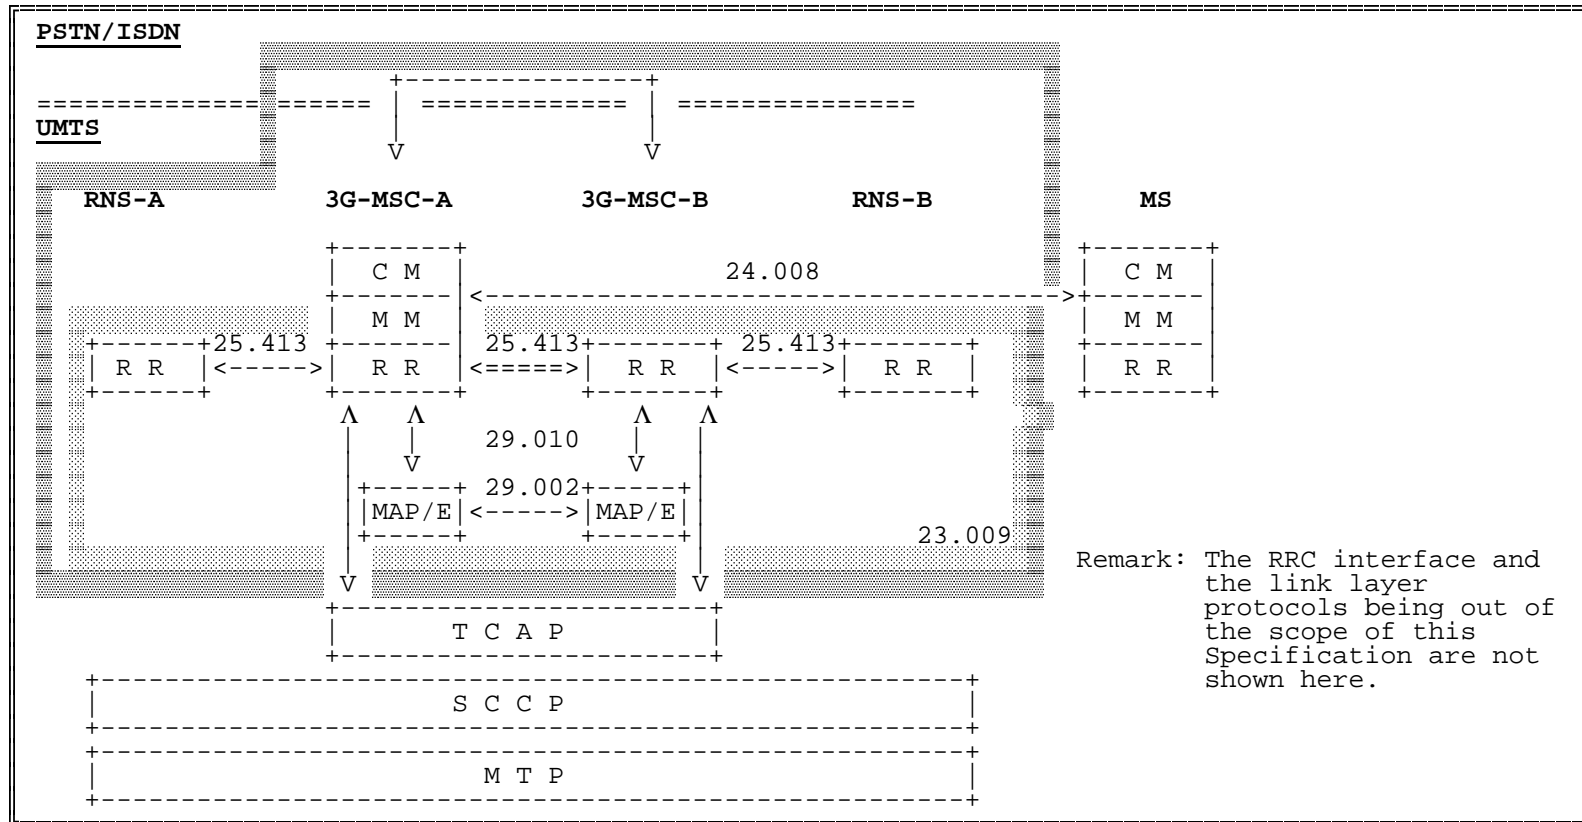 PSTN/ISDN
UMTS
RNS-A 3G-MSC-A 3G-MSC-B RNS-B MS
C M 24.008 C M
M M M M
25.413 25.413 25.413
R R R R R R R R R R
29.010
29.002
MAP/E MAP/E
23.009
Remark: The RRC interface and
the link layer
protocols being out of
the scope of this
Specification are not
shown here.
T C A P
S C C P
M T P